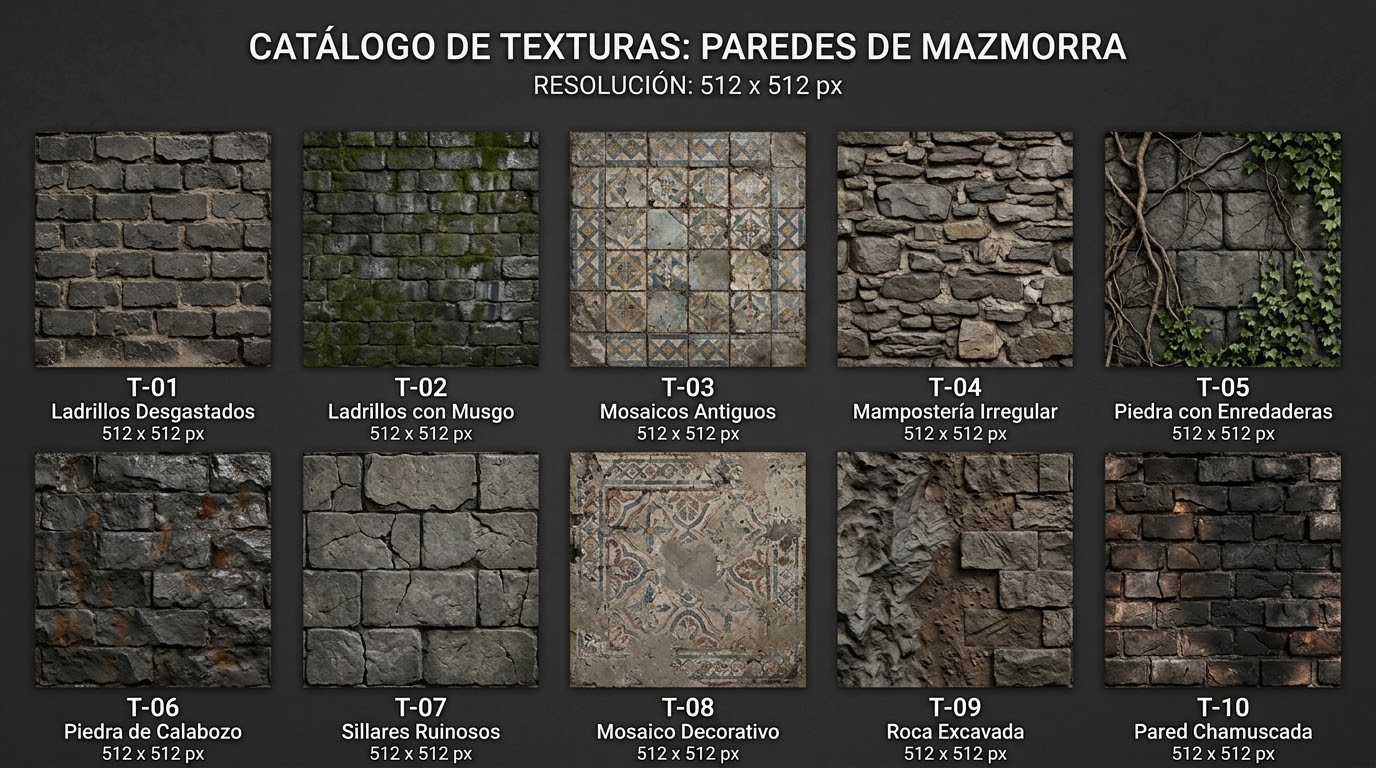 CATÁLOGO DE TEXTURAS: PAREDES DE MAZMORRA
RESOLUCIÓN: 512 x 512 px
T-01
Ladrillos Desgastados
512 x 512 px
T-02
Ladrillos con Musgo
512 x 512 px
T-03
Mosaicos Antiguos
512 x 512 px
T-04
Mampostería Irregular
512 x 512 px
T-05
Piedra con Enredaderas
512 x 512 px
T-06
Piedra de Calabozo
512 x 512 px
T-07
Sillares Ruinosos
512 x 512 px
T-08
Mosaico Decorativo
512 x 512 px
T-09
Roca Excavada
512 x 512 px
T-10
Pared Chamuscada
512 x 512 px